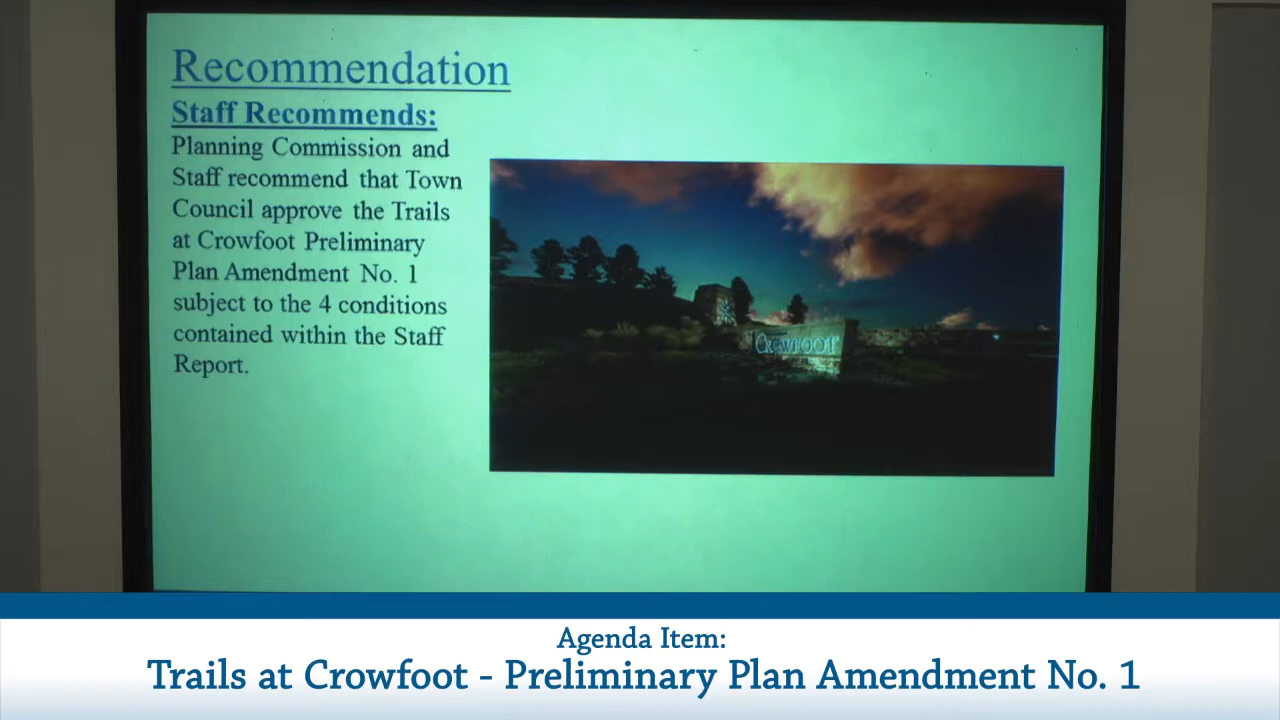 Recommendation
Staff Recommends:
Planning Commission and
Staff recommend that Town
Council approve the Trails
at Crowfoot Preliminary
Plan Amendment No. 1
subject to the 4 conditions
contained within the Staff
Report.
CROWFOOT
Agenda Item:
Trails at Crowfoot - Preliminary Plan Amendment No. 1